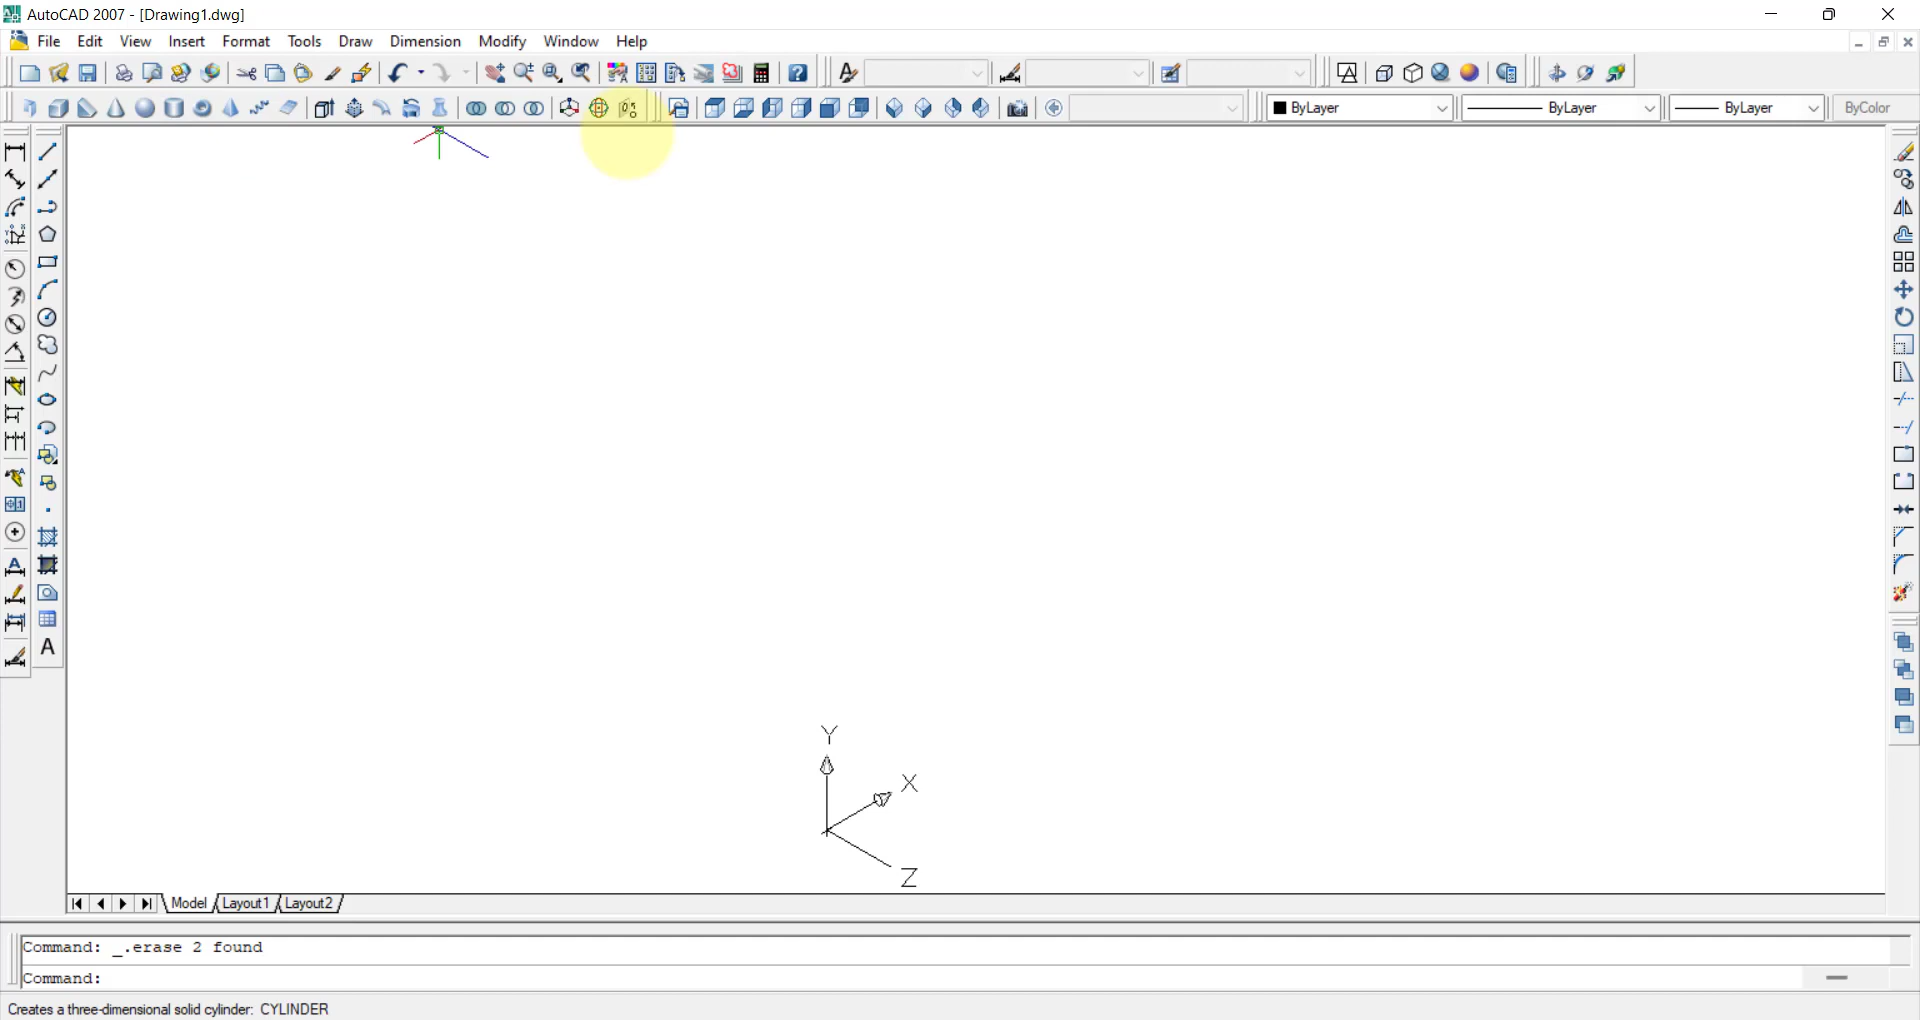 AutoCAD 2007 - [Drawing1.dwg]
File Edit View Insert Format Tools Draw Dimension Modify Window Help
ByLayer ByLayer ByLayer ByColor
Y
X
Z
Model Layout1 Layout2
Command: _.erase 2 found
Command:
Creates a three-dimensional solid cylinder: CYLINDER